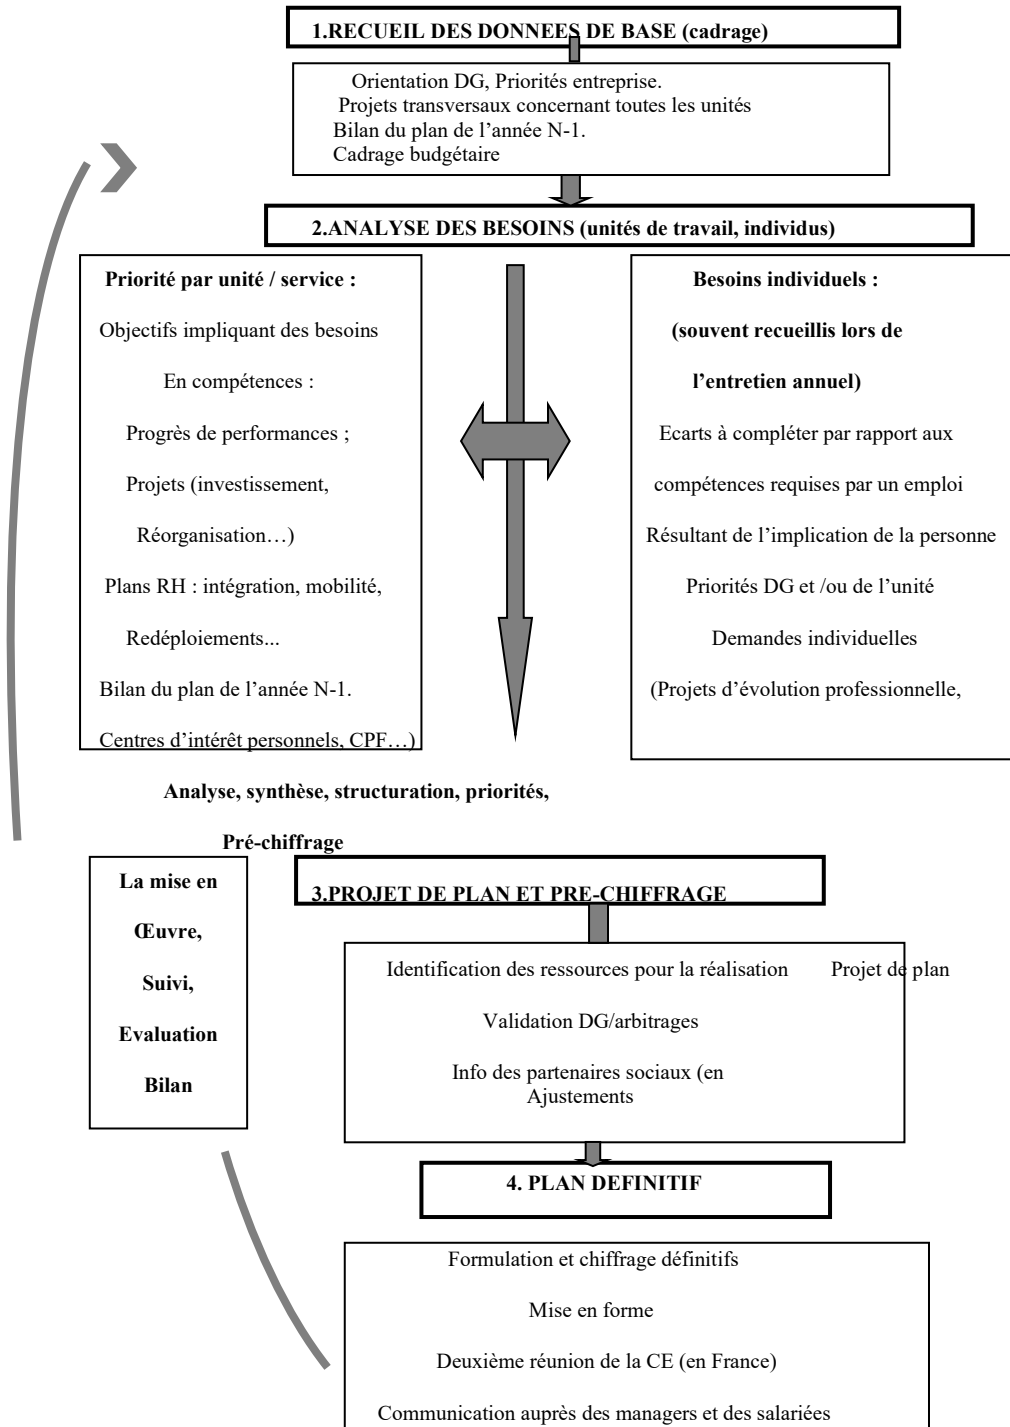 1.RECUEIL DES DONNEES DE BASE (cadrage)
Orientation DG, Priorités entreprise.
Projets transversaux concernant toutes les unités
Bilan du plan de l’année N-1.
Cadrage budgétaire
2.ANALYSE DES BESOINS (unités de travail, individus)
Priorité par unité / service :
Objectifs impliquant des besoins
En compétences :
Progrès de performances ;
Projets (investissement,
Réorganisation…)
Plans RH : intégration, mobilité,
Redéploiements...
Bilan du plan de l’année N-1.
Centres d’intérêt personnels, CPF…)
Besoins individuels :
(souvent recueillis lors de
l’entretien annuel)
Ecarts à compléter par rapport aux
compétences requises par un emploi
Résultant de l’implication de la personne
Priorités DG et /ou de l’unité
Demandes individuelles
(Projets d’évolution professionnelle,
Analyse, synthèse, structuration, priorités,
Pré-chiffrage
La mise en
Œuvre,
Suivi,
Evaluation
Bilan
3.PROJET DE PLAN ET PRE-CHIFFRAGE
Identification des ressources pour la réalisation Projet de plan
Validation DG/arbitrages
Info des partenaires sociaux (en
Ajustements
4. PLAN DEFINITIF
Formulation et chiffrage définitifs
Mise en forme
Deuxième réunion de la CE (en France)
Communication auprès des managers et des salariées